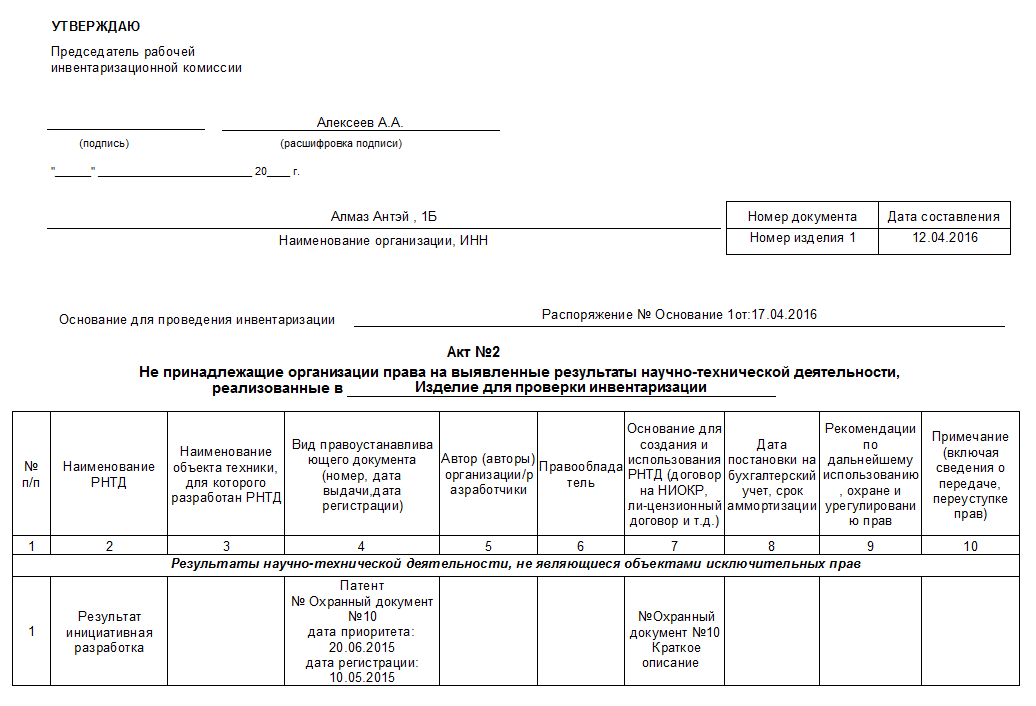 УТВЕРЖДАЮ
Председатель рабочей
инвентаризационной комиссии
Алексеев А.А.
(подпись) (расшифровка подписи)
"______" __________________________ 20____ г.
Алмаз Антэй , 1Б
Наименование организации, ИНН
Номер документа Дата составления
Номер изделия 1 12.04.2016
Основание для проведения инвентаризации Распоряжение № Основание 1от:17.04.2016
Акт №2
Не принадлежащие организации права на выявленные результаты научно-технической деятельности,
реализованные в Изделие для проверки инвентаризации
№
п/п
Наименование
РНТД
Наименование
объекта техники,
для которого
разработан РНТД
Вид правоустанавлива
ющего документа
(номер, дата
выдачи,дата
регистрации)
Автор (авторы)
организации/р
азработчики
Правооблада
тель
Основание для
создания и
использования
РНТД (договор
на НИОКР,
ли-цензионный
договор и т.д.)
Дата
постановки на
бухгалтерский
учет, срок
аммортизации
Рекомендации
по
дальнейшему
использованию
, охране и
урегулировани
ю прав
Примечание
(включая
сведения о
передаче,
переуступке
прав)
1 2 3 4 5 6 7 8 9 10
Результаты научно-технической деятельности, не являющиеся объектами исключительных прав
1
Результат
инициативная
разработка
Патент
№ Охранный документ
№10
дата приоритета:
20.06.2015
дата регистрации:
10.05.2015
№Охранный
документ №10
Краткое
описание